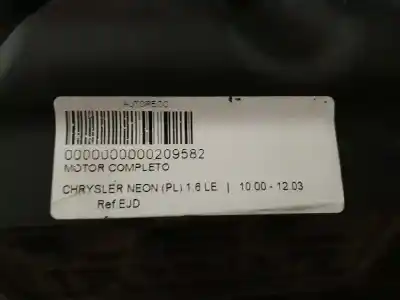 AUTORECO
0000000000209582
MOTOR COMPLETO
CHRYSLER NEON (PL) 1.6 LE | 10.00 - 12.03
Ref.EJD